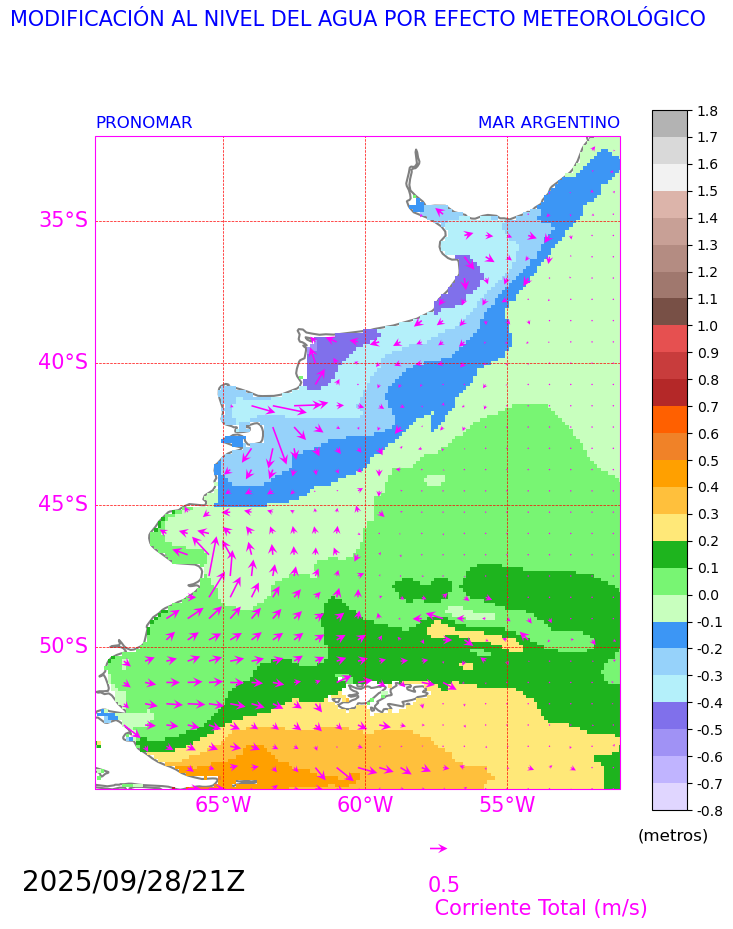 MODIFICACIÓN AL NIVEL DEL AGUA POR EFECTO METEOROLÓGICO
PRONOMAR MAR ARGENTINO
35°S
40°S
45°S
50°S
65°W 60°W 55°W
1.8
1.7
1.6
1.5
1.4
1.3
1.2
1.1
1.0
0.9
0.8
0.7
0.6
0.5
0.4
0.3
0.2
0.1
0.0
-0.1
-0.2
-0.3
-0.4
-0.5
-0.6
-0.7
-0.8
(metros)
2025/09/28/21Z
0.5
Corriente Total (m/s)